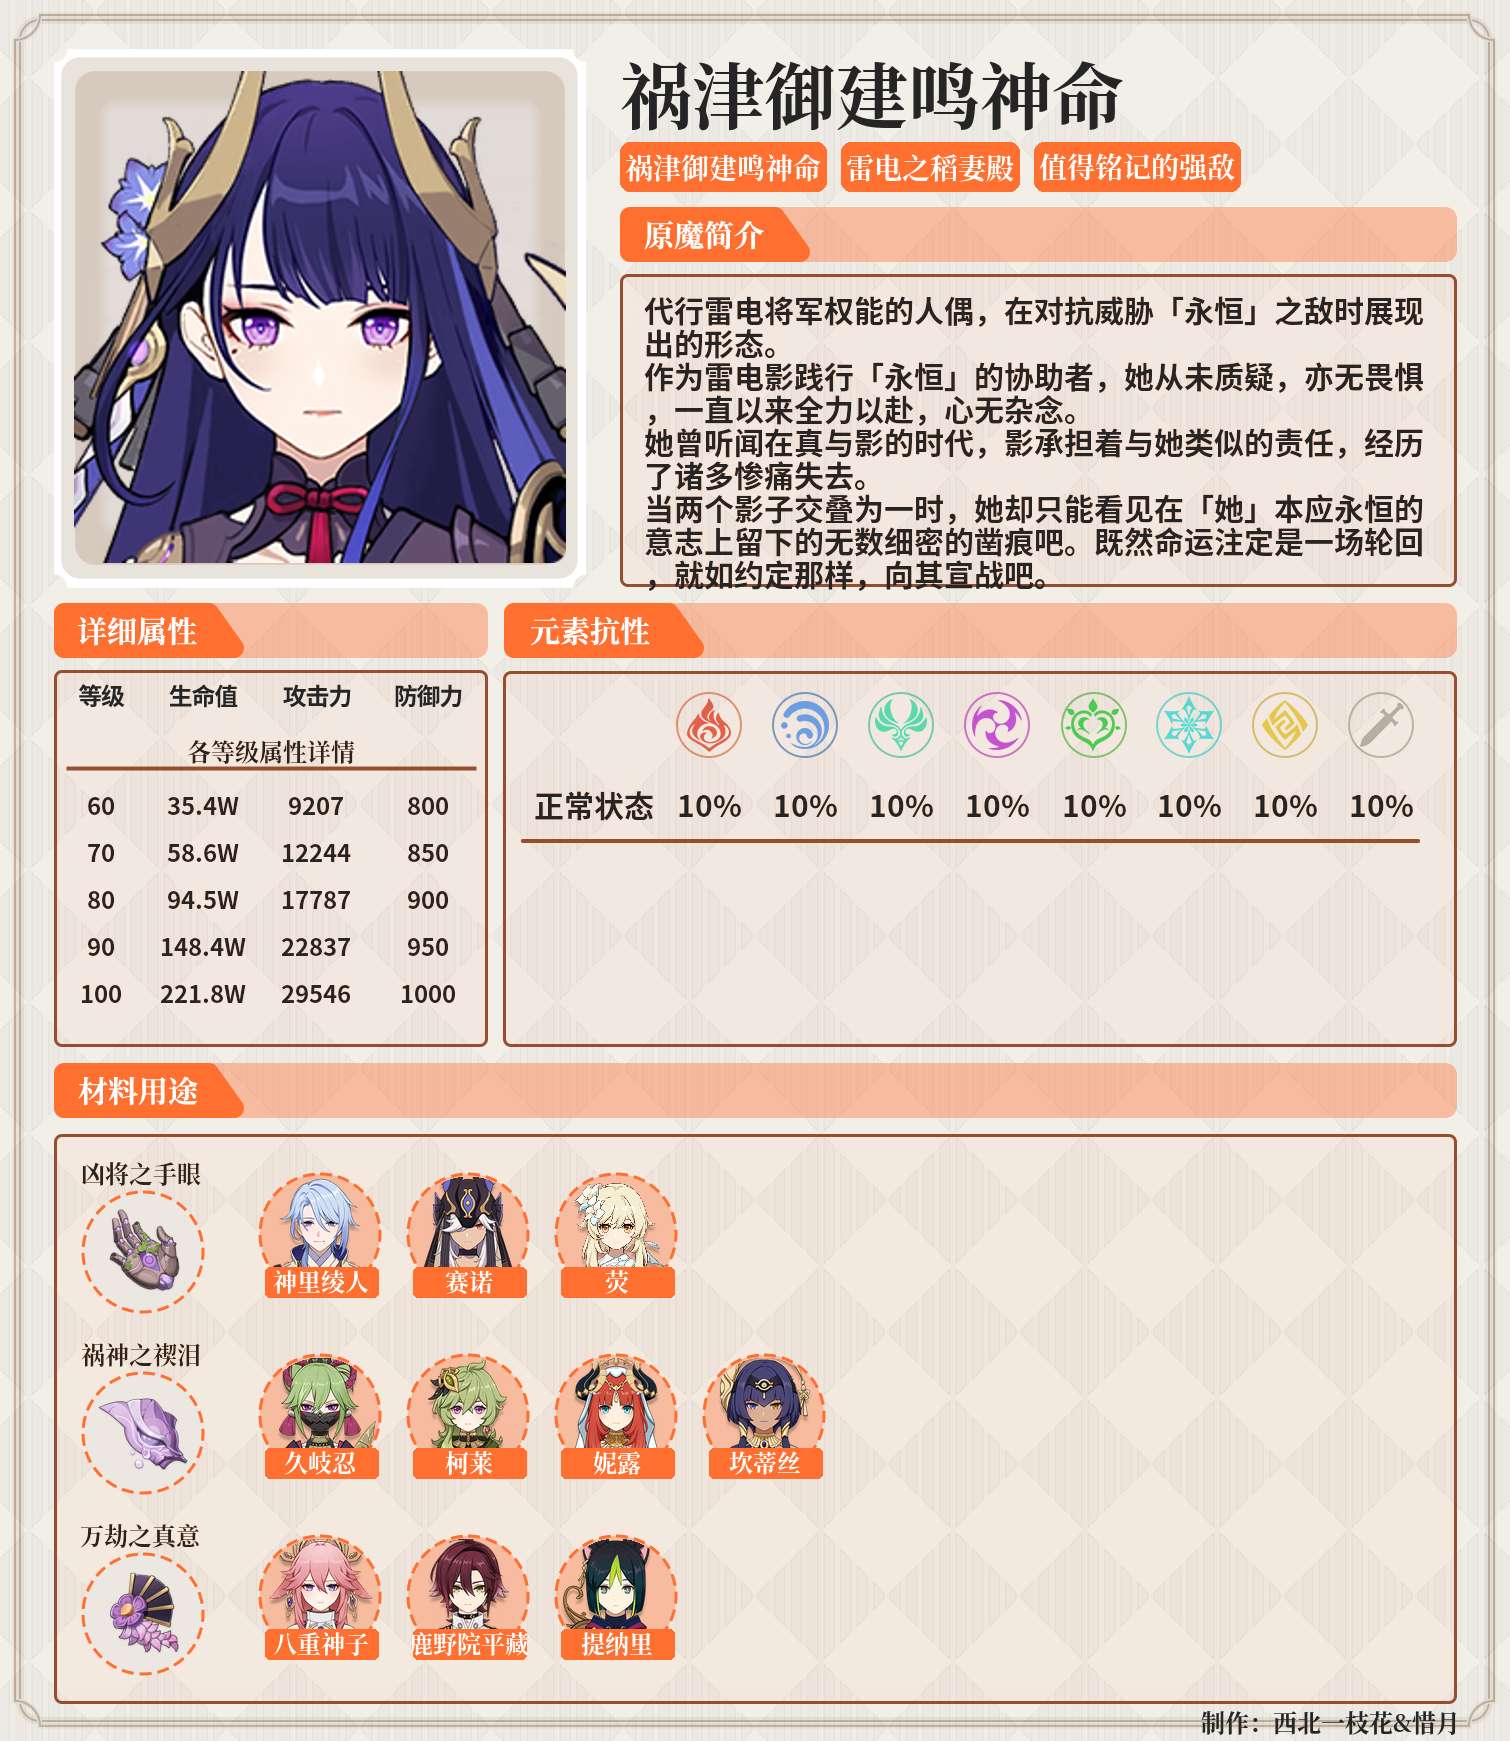 祸津御建鸣神命
祸津御建鸣神命 雷电之稻妻殿 值得铭记的强敌
原魔简介
代行雷电将军权能的人偶，在对抗威胁「永恒」之敌时展现
出的形态。
作为雷电影践行「永恒」的协助者，她从未质疑，亦无畏惧
，一直以来全力以赴，心无杂念。
她曾听闻在真与影的时代，影承担着与她类似的责任，经历
了诸多惨痛失去。
当两个影子交叠为一时，她却只能看见在「她」本应永恒的
意志上留下的无数细密的凿痕吧。既然命运注定是一场轮回
，就如约定那样，向其宣战吧。
详细属性
等级 生命值 攻击力 防御力
各等级属性详情
60 35.4W 9207 800
70 58.6W 12244 850
80 94.5W 17787 900
90 148.4W 22837 950
100 221.8W 29546 1000
元素抗性
正常状态 10% 10% 10% 10% 10% 10% 10% 10%
材料用途
凶将之手眼
神里绫人 赛诺 荧
祸神之禊泪
久岐忍 柯莱 妮露 坎蒂丝
万劫之真意
八重神子 鹿野院平藏 提纳里
制作：西北一枝花&惜月